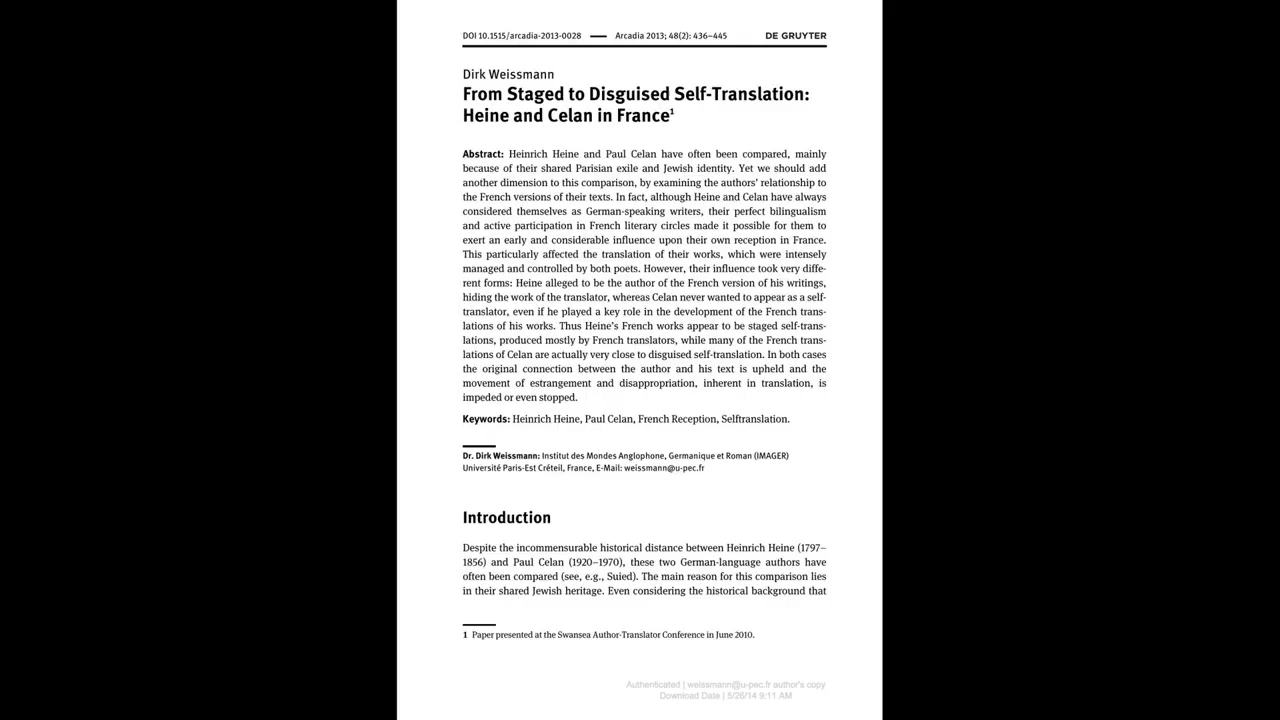 DOI 10.1515/arcadia-2013-0028 — Arcadia 2013; 48(2): 436–445 DE GRUYTER
Dirk Weissmann
From Staged to Disguised Self-Translation:
Heine and Celan in France¹
Abstract: Heinrich Heine and Paul Celan have often been compared, mainly
because of their shared Parisian exile and Jewish identity. Yet we should add
another dimension to this comparison, by examining the authors' relationship to
the French versions of their texts. In fact, although Heine and Celan have always
considered themselves as German-speaking writers, their perfect bilingualism
and active participation in French literary circles made it possible for them to
exert an early and considerable influence upon their own reception in France.
This particularly affected the translation of their works, which were intensely
managed and controlled by both poets. However, their influence took very diffe-
rent forms: Heine alleged to be the author of the French version of his writings,
hiding the work of the translator, whereas Celan never wanted to appear as a self-
translator, even if he played a key role in the development of the French trans-
lations of his works. Thus Heine's French works appear to be staged self-trans-
lations, produced mostly by French translators, while many of the French trans-
lations of Celan are actually very close to disguised self-translation. In both cases
the original connection between the author and his text is upheld and the
movement of estrangement and disappropriation, inherent in translation, is
impeded or even stopped.
Keywords: Heinrich Heine, Paul Celan, French Reception, Selftranslation.
Dr. Dirk Weissmann: Institut des Mondes Anglophone, Germanique et Roman (IMAGER)
Université Paris-Est Créteil, France, E-Mail: weissmann@u-pec.fr
Introduction
Despite the incommensurable historical distance between Heinrich Heine (1797–
1856) and Paul Celan (1920–1970), these two German-language authors have
often been compared (see, e.g., Suied). The main reason for this comparison lies
in their shared Jewish heritage. Even considering the historical background that
1 Paper presented at the Swansea Author-Translator Conference in June 2010.
Authenticated | weissmann@u-pec.fr author's copy
Download Date | 5/26/14 9:11 AM